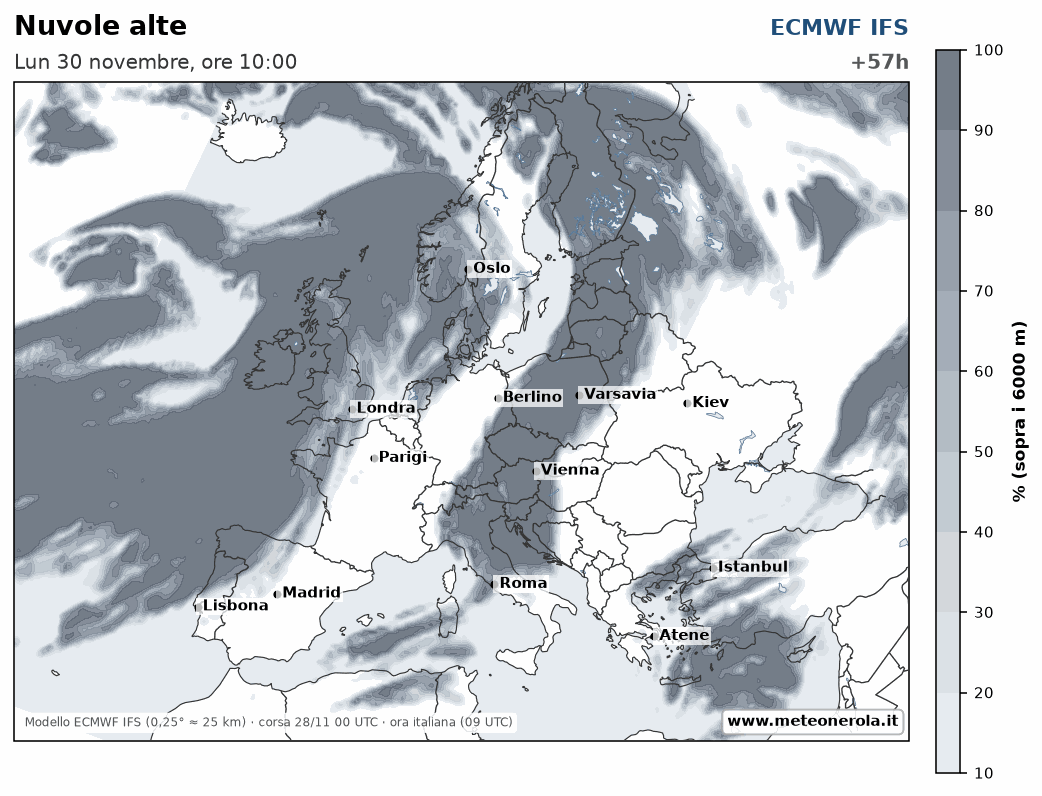 Nuvole alte
ECMWF IFS
Lun 30 novembre, ore 10:00
+57h
Oslo
Londra
Berlino
Varsavia
Kiev
Parigi
Vienna
Istanbul
Roma
Madrid
Lisbona
Atene
Modello ECMWF IFS (0,25° ≈ 25 km) · corsa 28/11 00 UTC · ora italiana (09 UTC)
www.meteonerola.it
100
90
80
70
60
50
40
30
20
10
% (sopra i 6000 m)